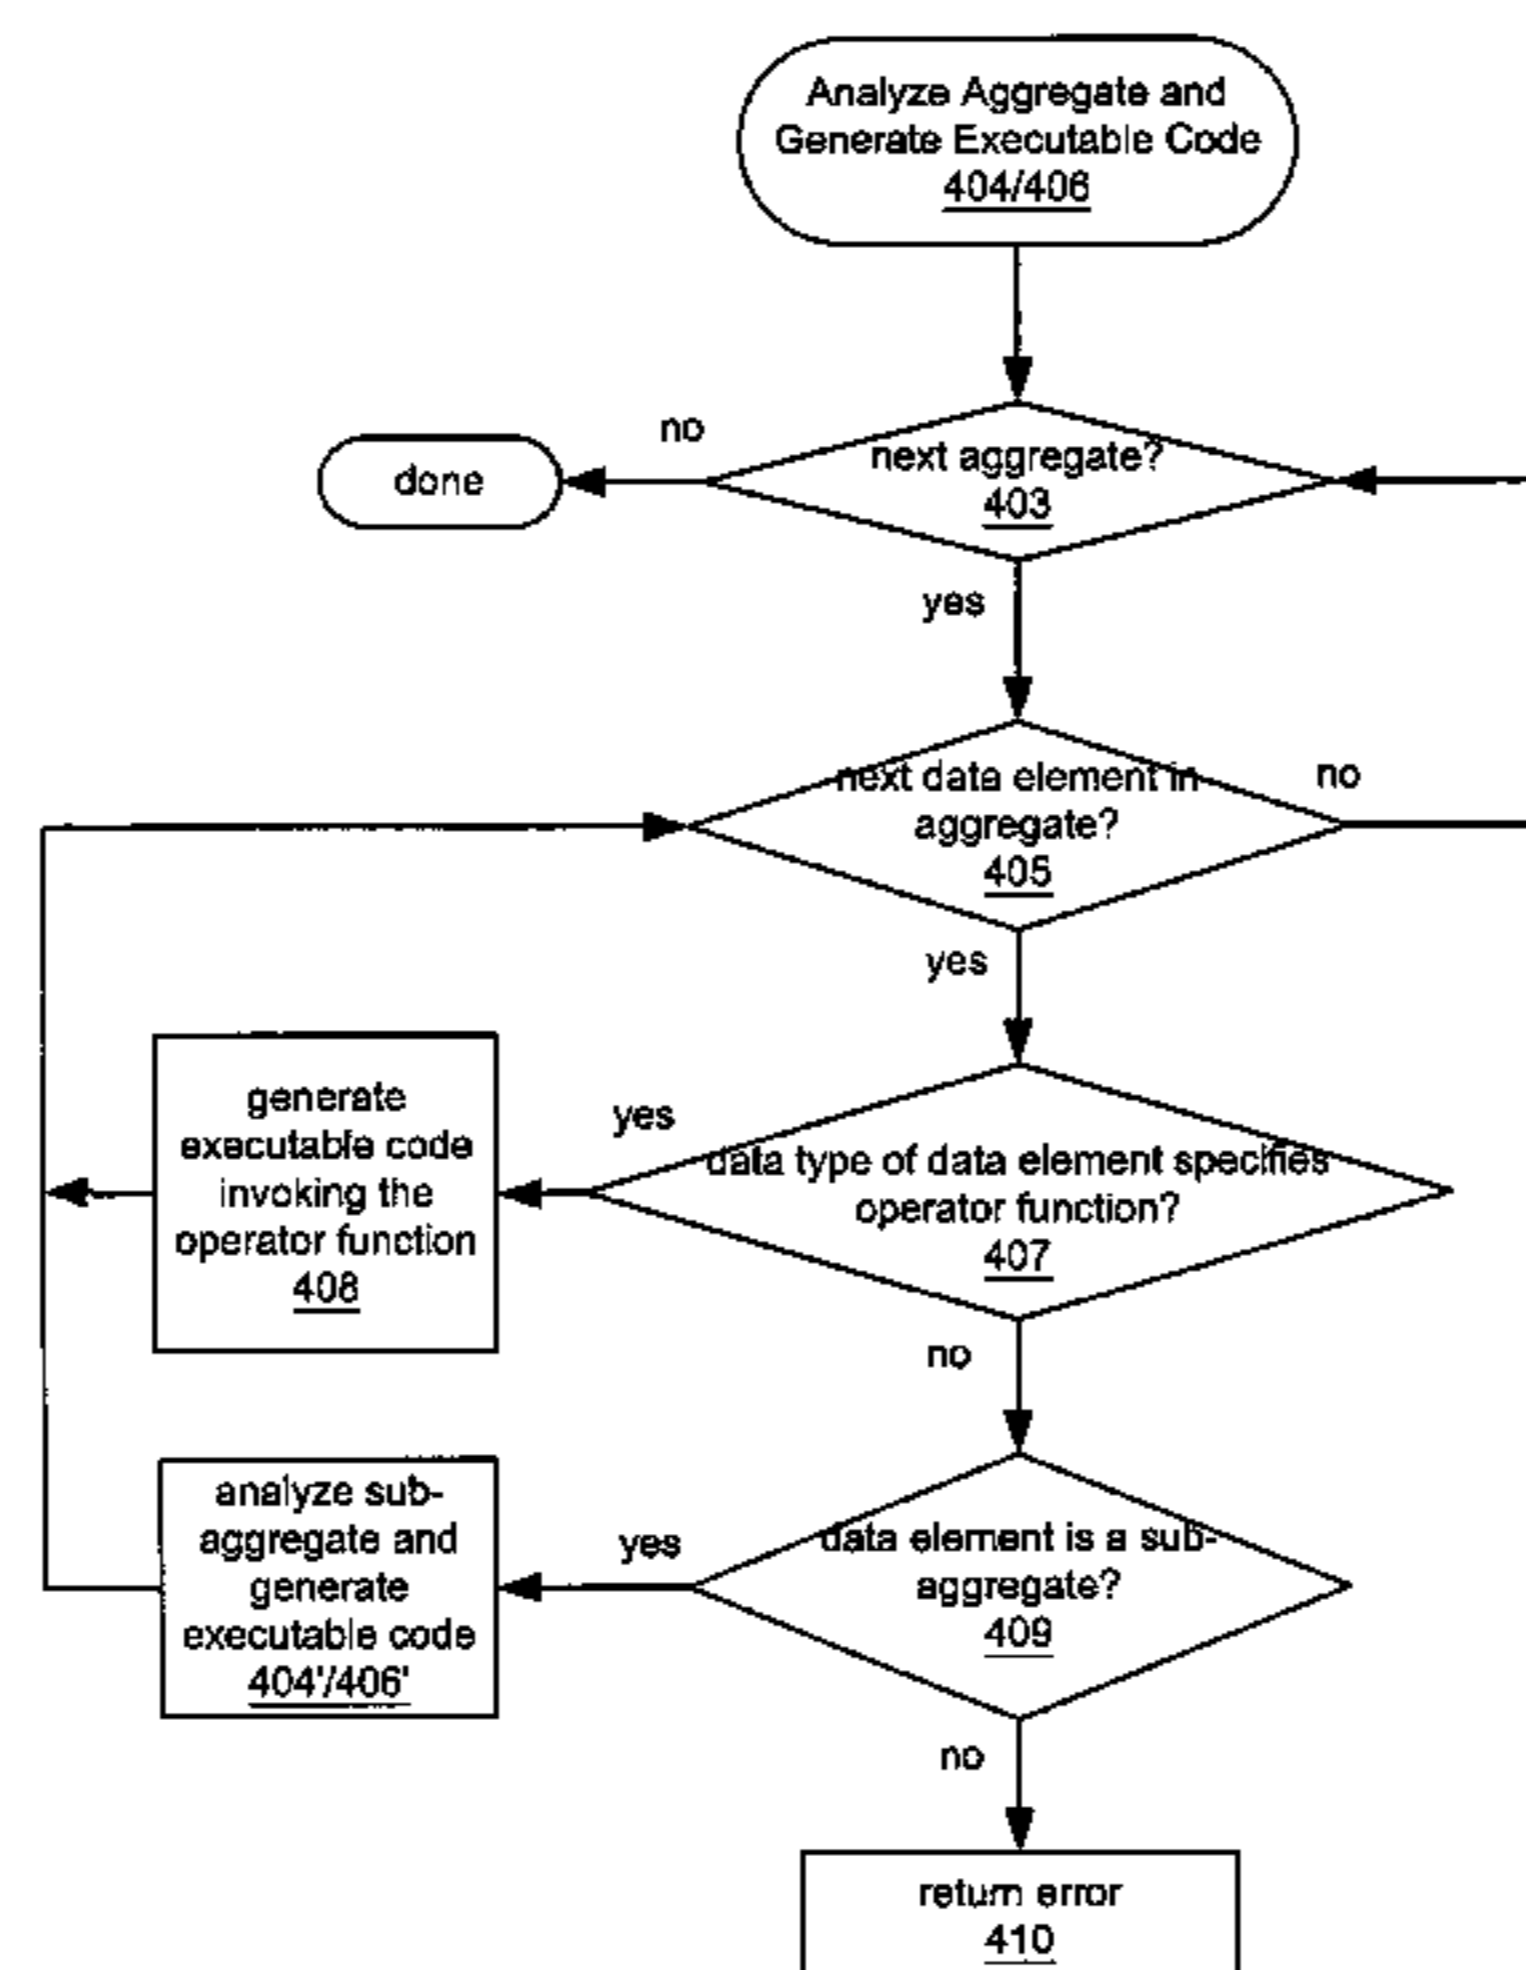 Analyze Aggregate and
Generate Executable Code
404/406
no
next aggregate?
403
done
yes
next data element in
aggregate?
405
no
yes
generate
executable code
invoking the
operator function
408
yes
data type of data element specifies
operator function?
407
no
analyze sub-
aggregate and
generate
executable code
404'/406'
yes
data element is a sub-
aggregate?
409
no
return error
410